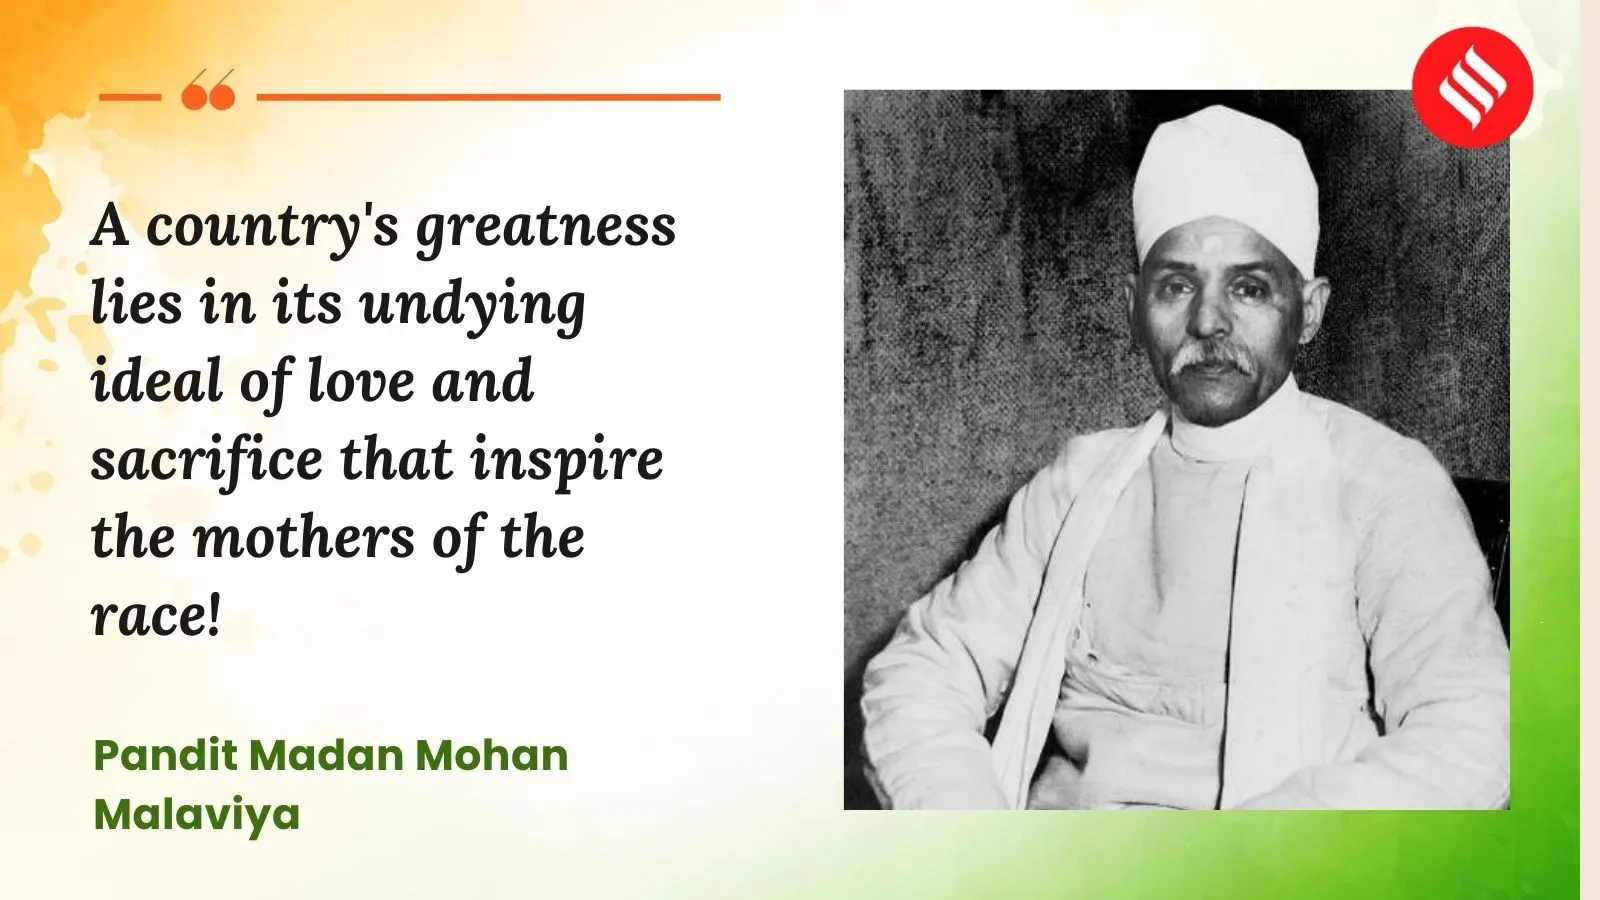 A country's greatness
lies in its undying
ideal of love and
sacrifice that inspire
the mothers of the
race!
Pandit Madan Mohan
Malaviya